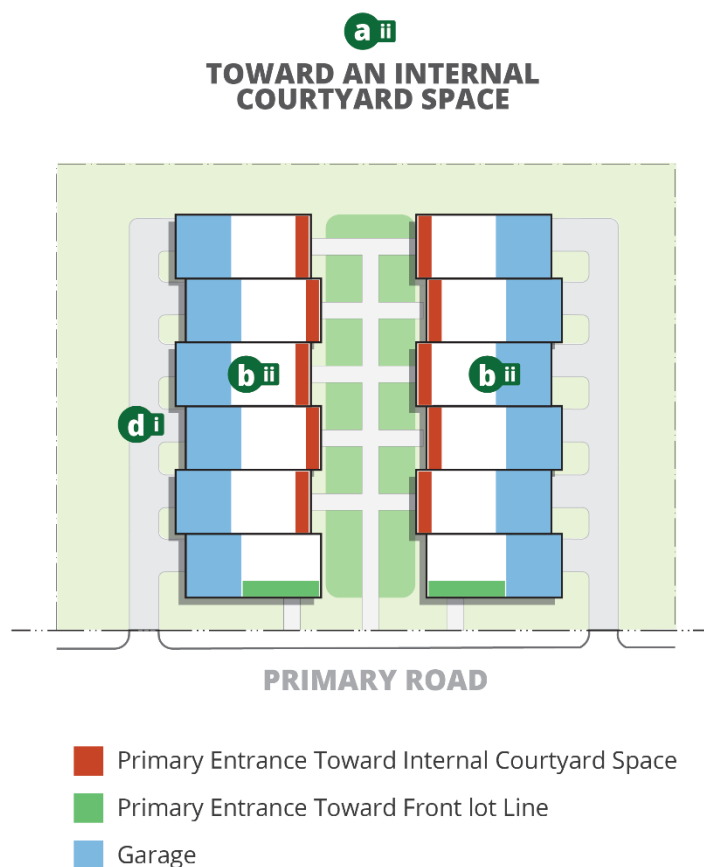 a ii
TOWARD AN INTERNAL
COURTYARD SPACE
b ii
b ii
d i
PRIMARY ROAD
Primary Entrance Toward Internal Courtyard Space
Primary Entrance Toward Front lot Line
Garage